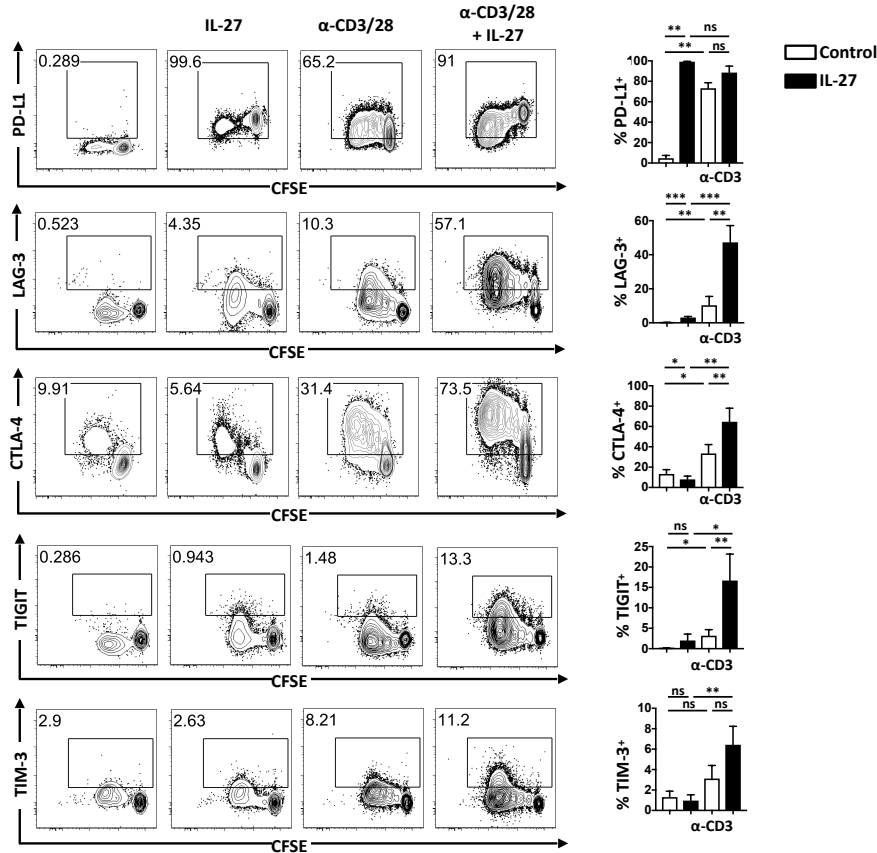 IL-27 α-CD3/28 α-CD3/28 + IL-27
PD-L1
0.289 99.6 65.2 91
CFSE
** ns
** ns
% PD-L1+
100
80
60
40
20
0
α-CD3
Control
IL-27
LAG-3
0.523 4.35 10.3 57.1
CFSE
*** ***
** **
% LAG-3+
60
40
20
0
α-CD3
CTLA-4
9.91 5.64 31.4 73.5
CFSE
* **
* **
% CTLA-4+
100
80
60
40
20
0
α-CD3
TIGIT
0.286 0.943 1.48 13.3
CFSE
ns *
* **
% TIGIT+
25
20
15
10
5
0
α-CD3
TIM-3
2.9 2.63 8.21 11.2
CFSE
ns **
ns ns
% TIM-3+
10
8
6
4
2
0
α-CD3